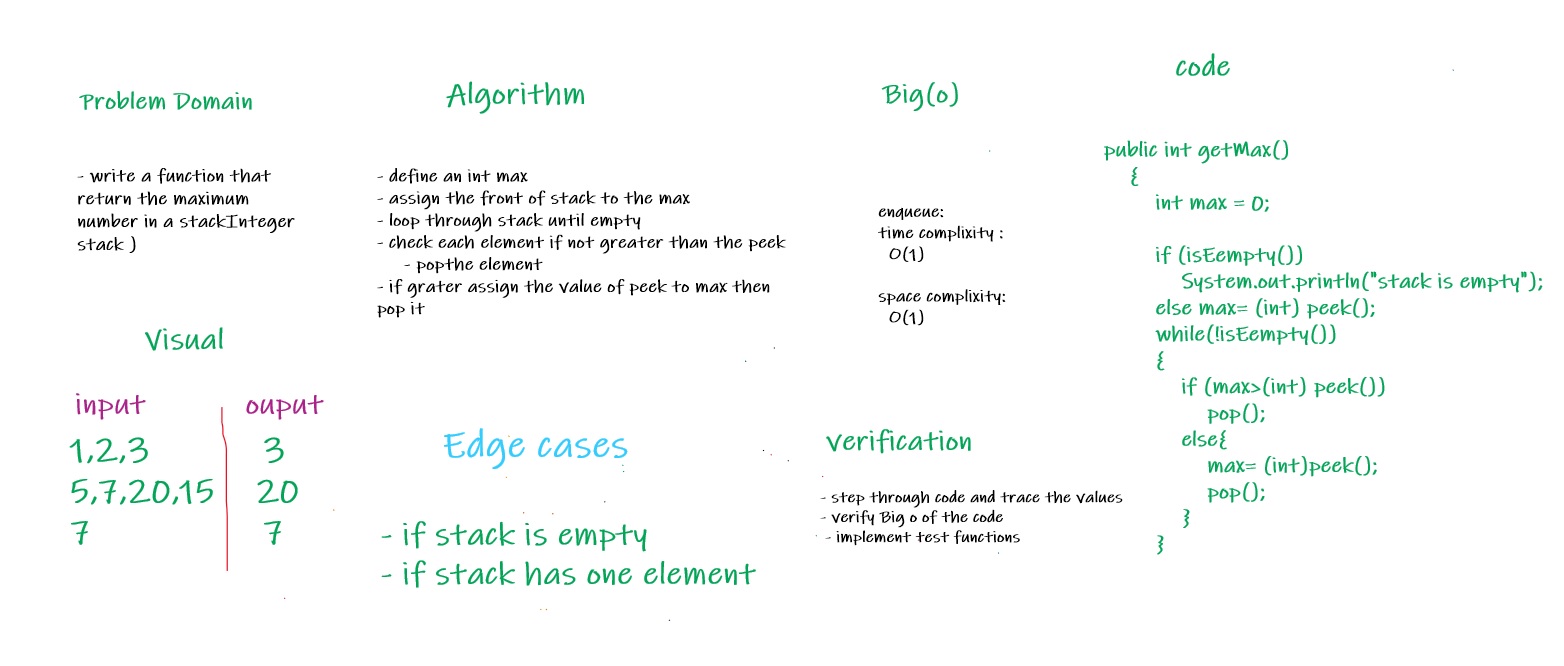 Problem Domain
- write a function that
return the maximum
number in a stackInteger
stack )
Visual
input ouput
1,2,3 3
5,7,20,15 20
7 7
Algorithm
- define an int max
- assign the front of stack to the max
- loop through stack until empty
- check each element if not greater than the peek
- popthe element
- if grater assign the value of peek to max then
pop it
Edge cases
- if stack is empty
- if stack has one element
Big(o)
enqueue:
time complixity :
O(1)
space complixity:
O(1)
verification
- step through code and trace the values
- verify Big o of the code
- implement test functions
code
public int getMax()
{
int max = 0;
if (isEempty())
System.out.println("stack is empty");
else max= (int) peek();
while(!isEempty())
{
if (max>(int) peek())
pop();
else{
max= (int)peek();
pop();
}
}